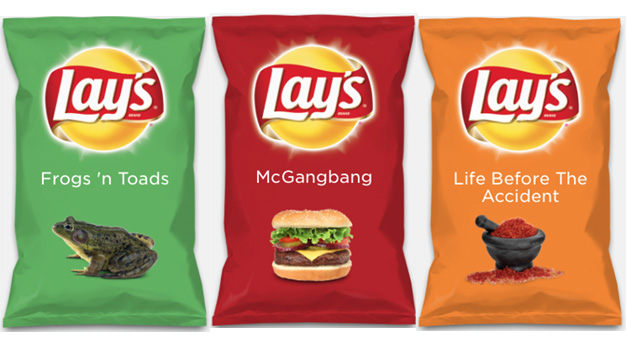 Lay's
Frogs 'n Toads
Lay's
McGangbang
Lay's
Life Before The
Accident